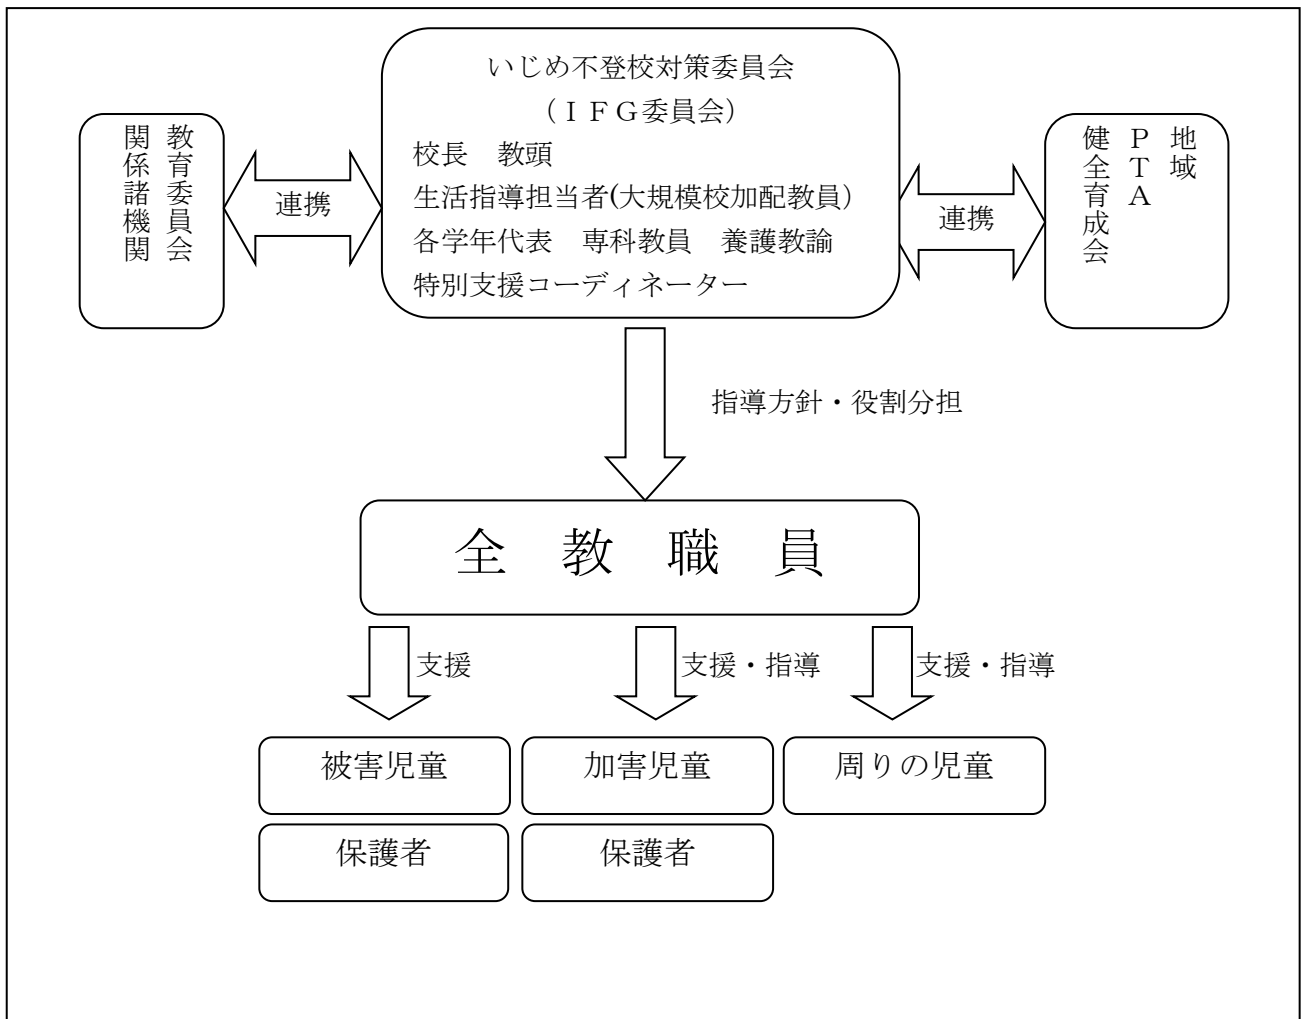 いじめ不登校対策委員会
（ＩＦＧ委員会）
校長　教頭
生活指導担当者(大規模校加配教員）
各学年代表　専科教員　養護教諭
特別支援コーディネーター
教育委員会
関係諸機関
連携
連携
地域
ＰＴＡ
健全育成会
指導方針・役割分担
全　教　職　員
支援
支援・指導
支援・指導
被害児童
加害児童
周りの児童
保護者
保護者